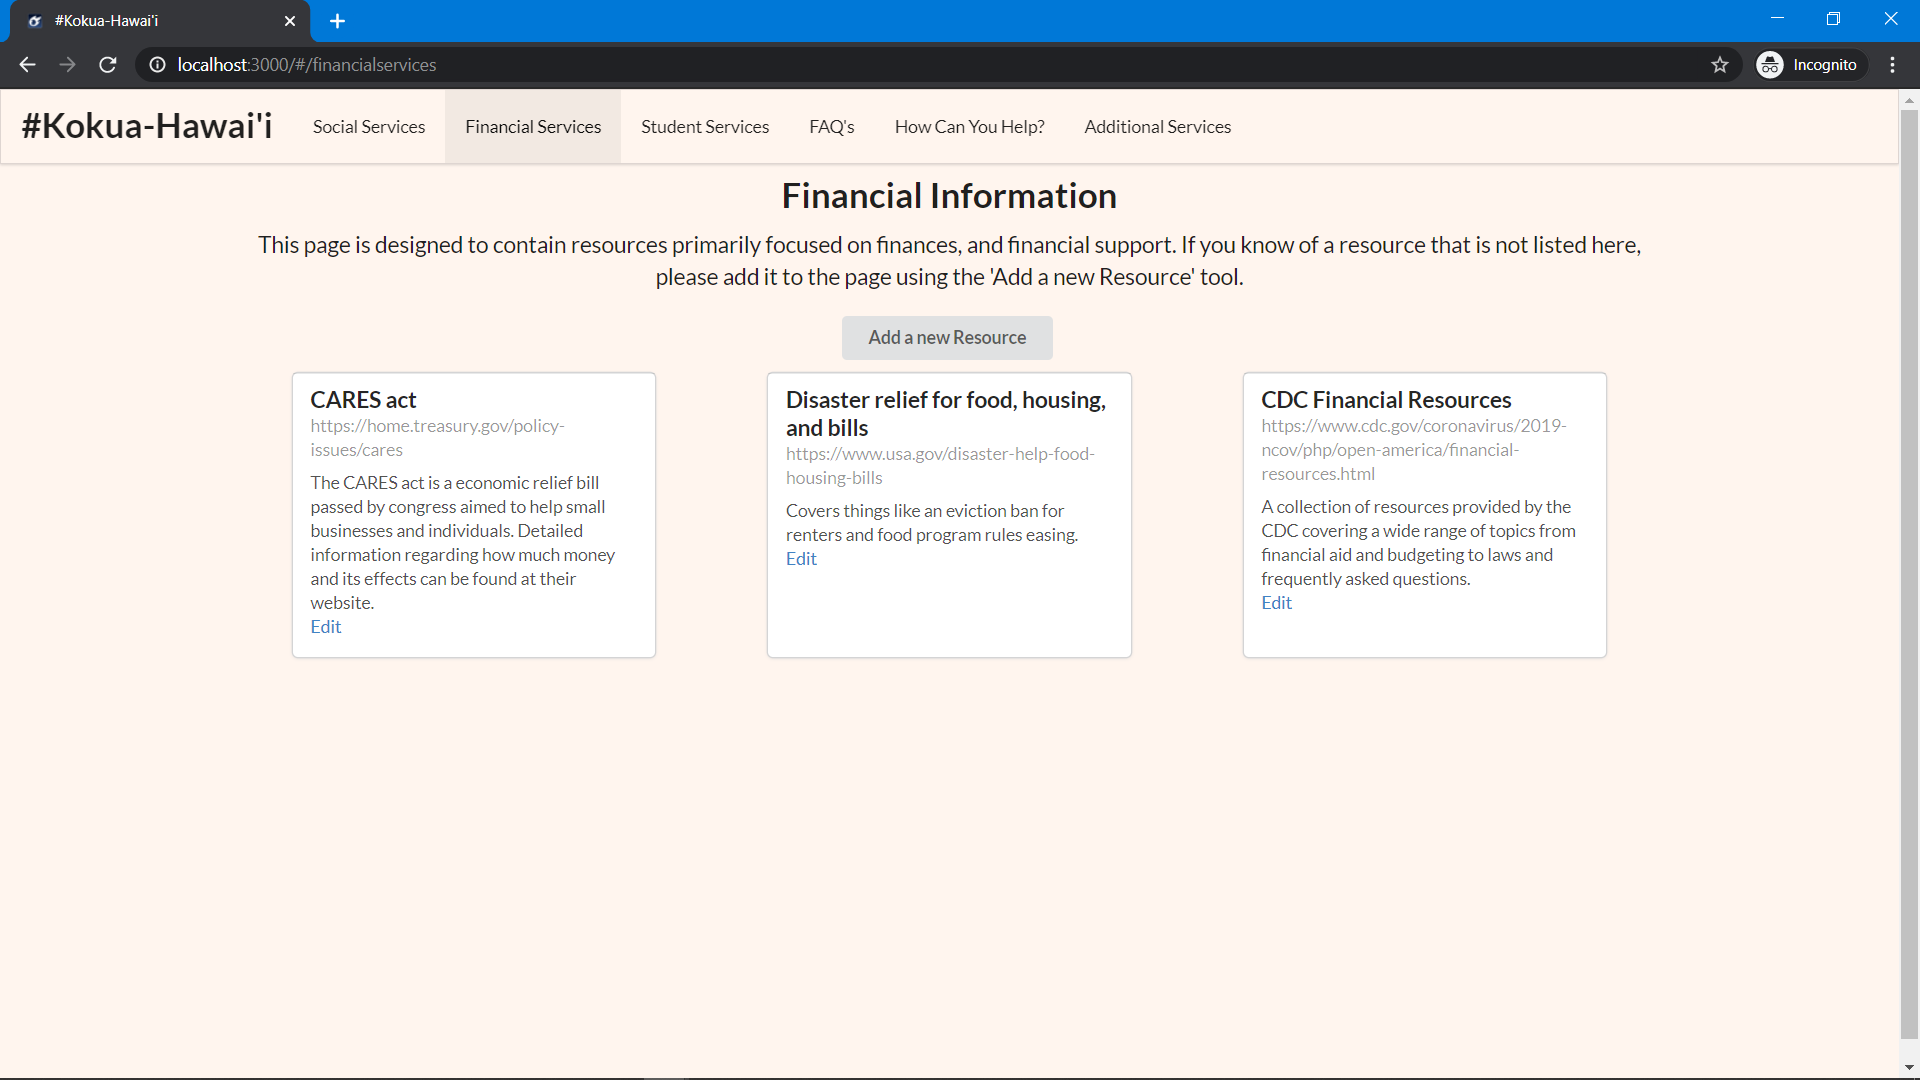 #Kokua-Hawai'i
localhost:3000/#/financialservices
Incognito
#Kokua-Hawai'i
Social Services
Financial Services
Student Services
FAQ's
How Can You Help?
Additional Services
Financial Information
This page is designed to contain resources primarily focused on finances, and financial support. If you know of a resource that is not listed here,
please add it to the page using the 'Add a new Resource' tool.
Add a new Resource
CARES act
https://home.treasury.gov/policy-
issues/cares
The CARES act is a economic relief bill
passed by congress aimed to help small
businesses and individuals. Detailed
information regarding how much money
and its effects can be found at their
website.
Edit
Disaster relief for food, housing,
and bills
https://www.usa.gov/disaster-help-food-
housing-bills
Covers things like an eviction ban for
renters and food program rules easing.
Edit
CDC Financial Resources
https://www.cdc.gov/coronavirus/2019-
ncov/php/open-america/financial-
resources.html
A collection of resources provided by the
CDC covering a wide range of topics from
financial aid and budgeting to laws and
frequently asked questions.
Edit